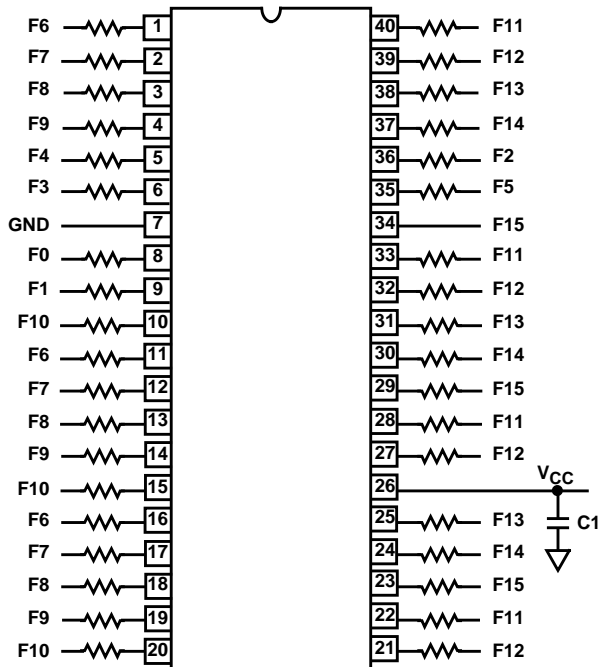 F6 1 40 F11
F7 2 39 F12
F8 3 38 F13
F9 4 37 F14
F4 5 36 F2
F3 6 35 F5
GND 7 34 F15
F0 8 33 F11
F1 9 32 F12
F10 10 31 F13
F6 11 30 F14
F7 12 29 F15
F8 13 28 F11
F9 14 27 F12
F10 15 26 VCC
F6 16 25 F13 C1
F7 17 24 F14
F8 18 23 F15
F9 19 22 F11
F10 20 21 F12